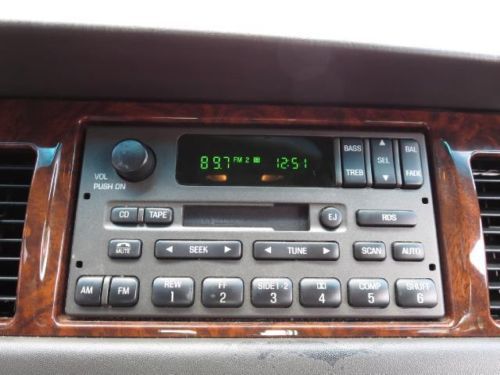 VOL
PUSH ON
89.7 FM 2 12:51
BASS
TREB
SEL
BAL
FADE
CD TAPE
EJ
RDS
MUTE
SEEK
TUNE
SCAN
AUTO
AM
FM
REW
1
FF
2
SIDE 1-2
3
4
COMP
5
SHUFF
6